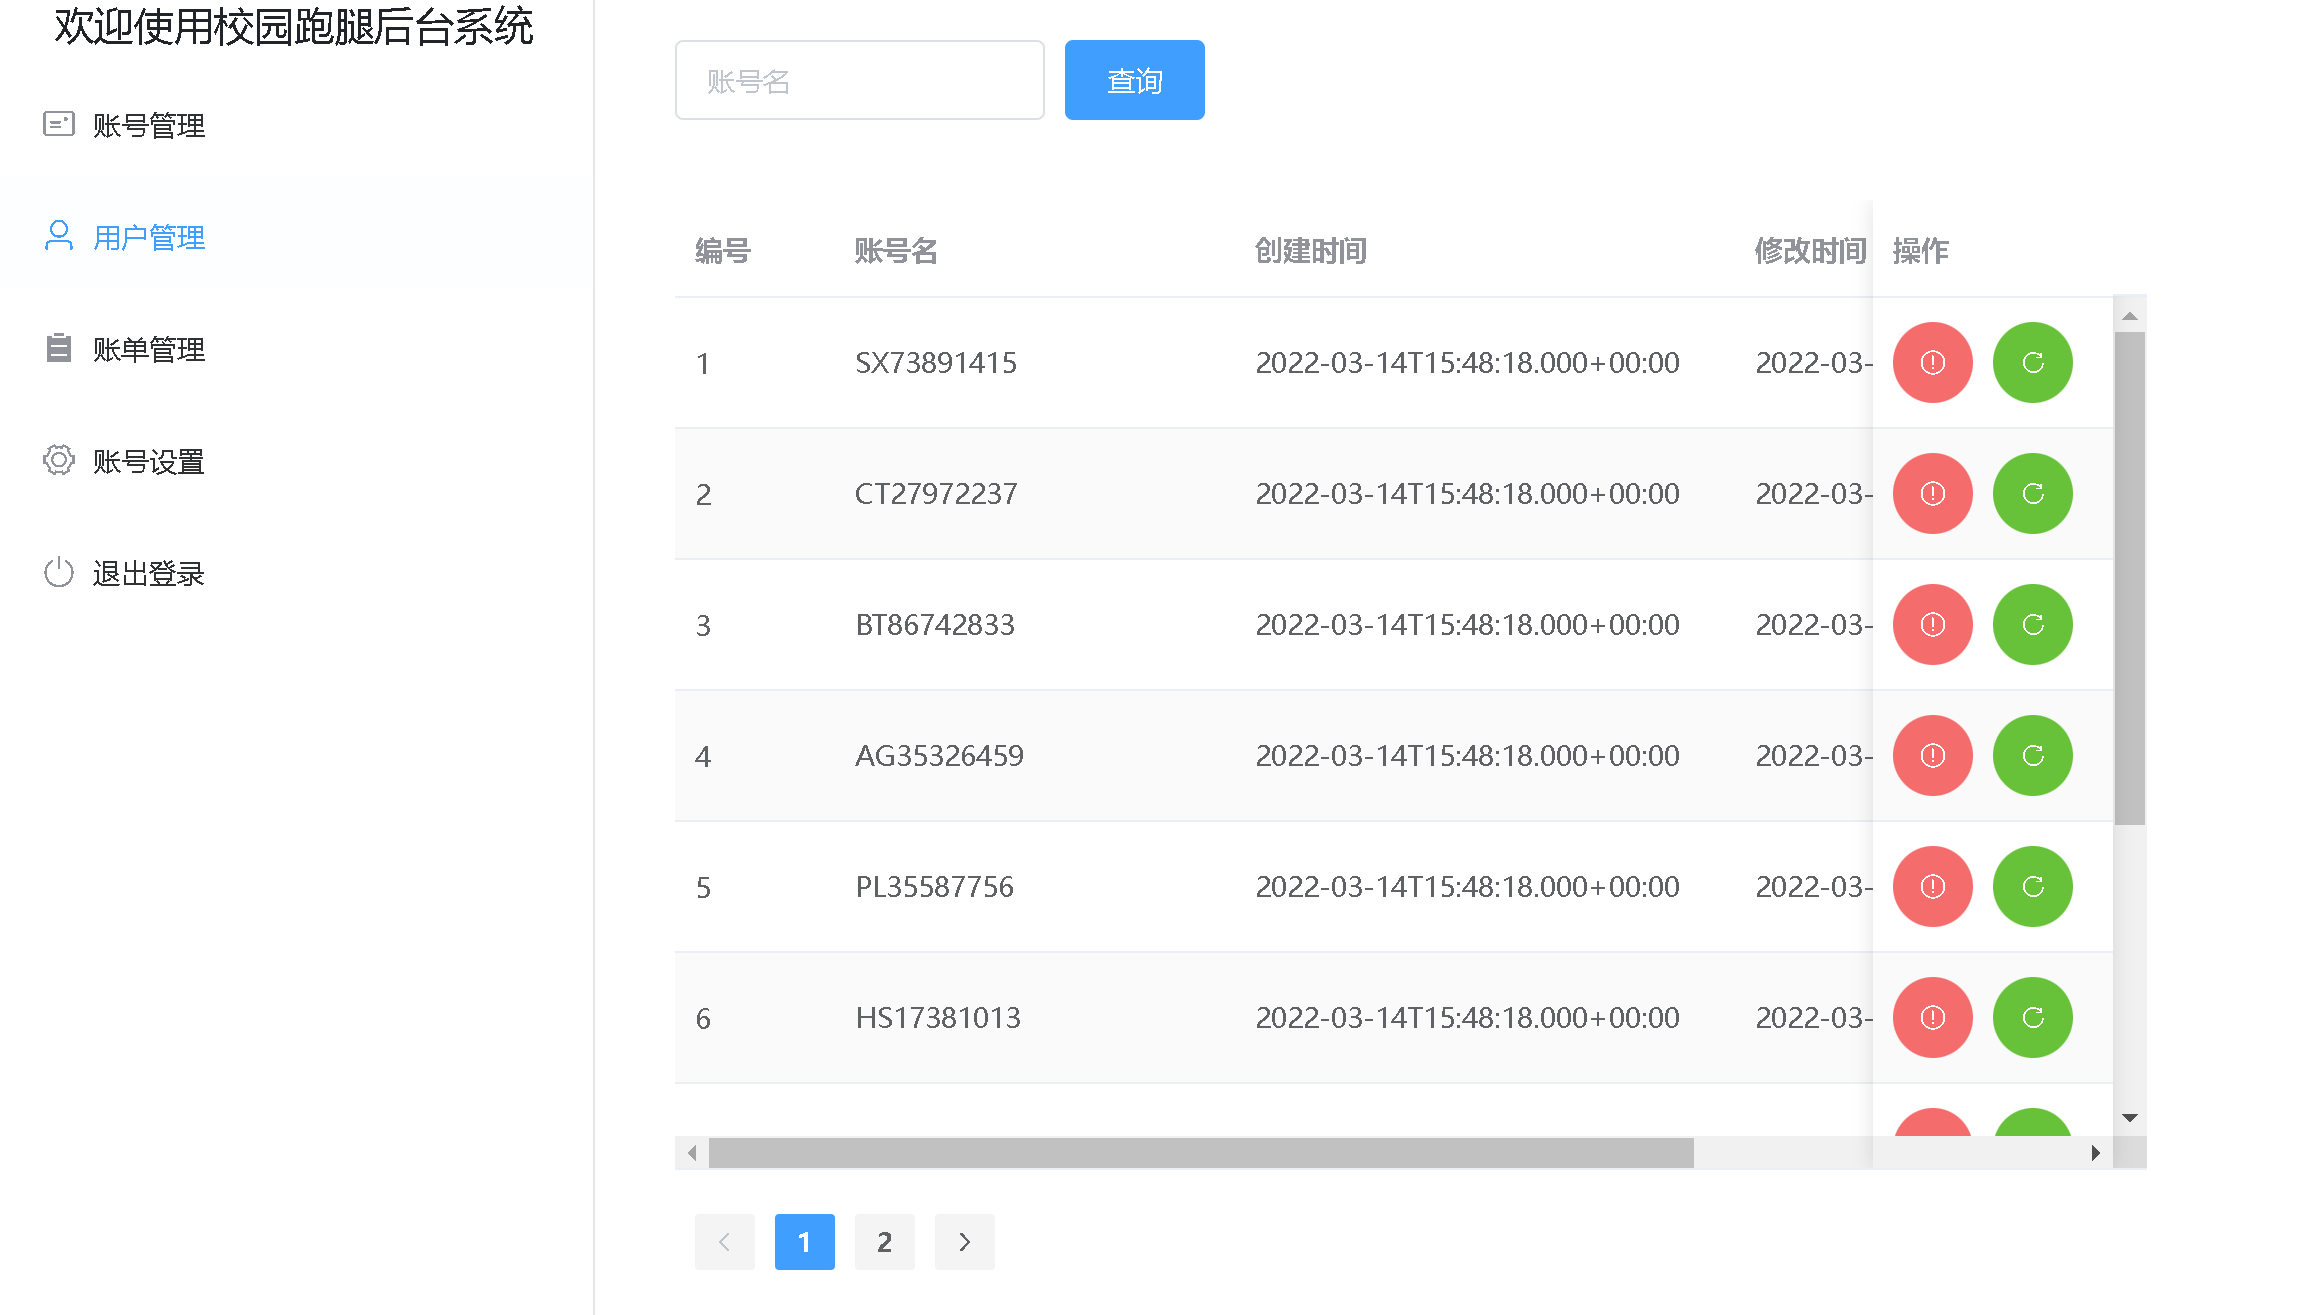 欢迎使用校园跑腿后台系统
账号管理
用户管理
账单管理
账号设置
退出登录
账号名 查询
编号 账号名 创建时间 修改时间 操作
1 SX73891415 2022-03-14T15:48:18.000+00:00 2022-03-
2 CT27972237 2022-03-14T15:48:18.000+00:00 2022-03-
3 BT86742833 2022-03-14T15:48:18.000+00:00 2022-03-
4 AG35326459 2022-03-14T15:48:18.000+00:00 2022-03-
5 PL35587756 2022-03-14T15:48:18.000+00:00 2022-03-
6 HS17381013 2022-03-14T15:48:18.000+00:00 2022-03-
1 2